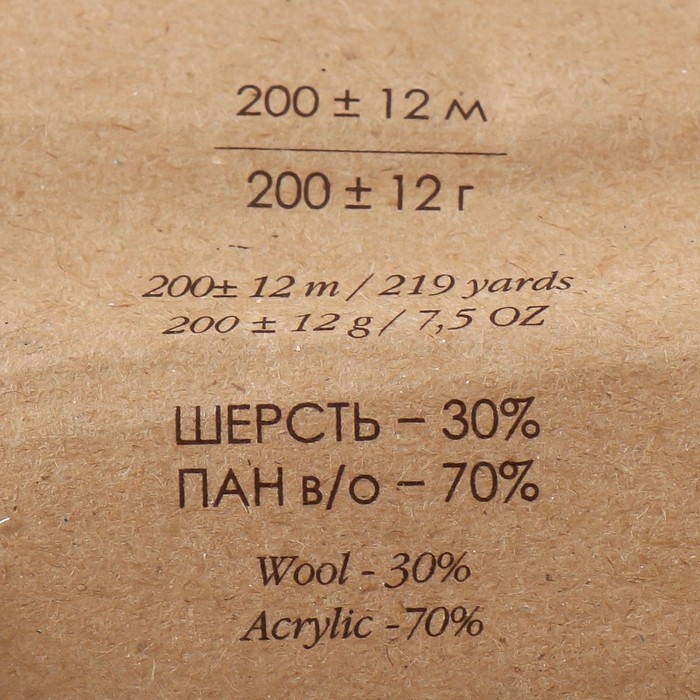 200 ± 12 м
200 ± 12 г
200± 12 m / 219 yards
200 ± 12 g / 7,5 OZ
ШЕРСТЬ – 30%
ПАН в/о – 70%
Wool - 30%
Acrylic -70%